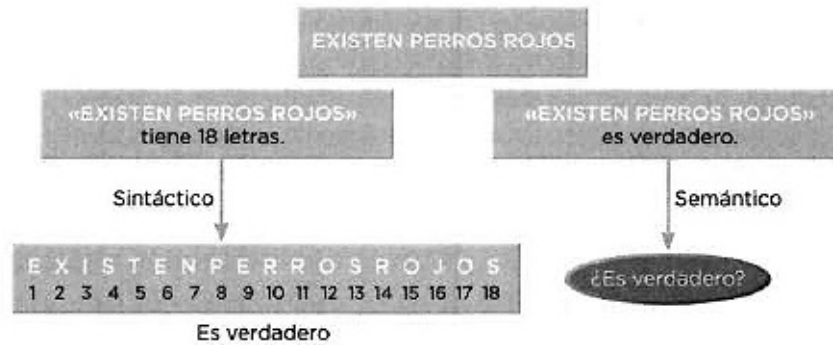 EXISTEN PERROS ROJOS
«EXISTEN PERROS ROJOS»
tiene 18 letras.
«EXISTEN PERROS ROJOS»
es verdadero.
Sintáctico
Semántico
E X I S T E N P E R R O S R O J O S
1 2 3 4 5 6 7 8 9 10 11 12 13 14 15 16 17 18
Es verdadero
¿Es verdadero?